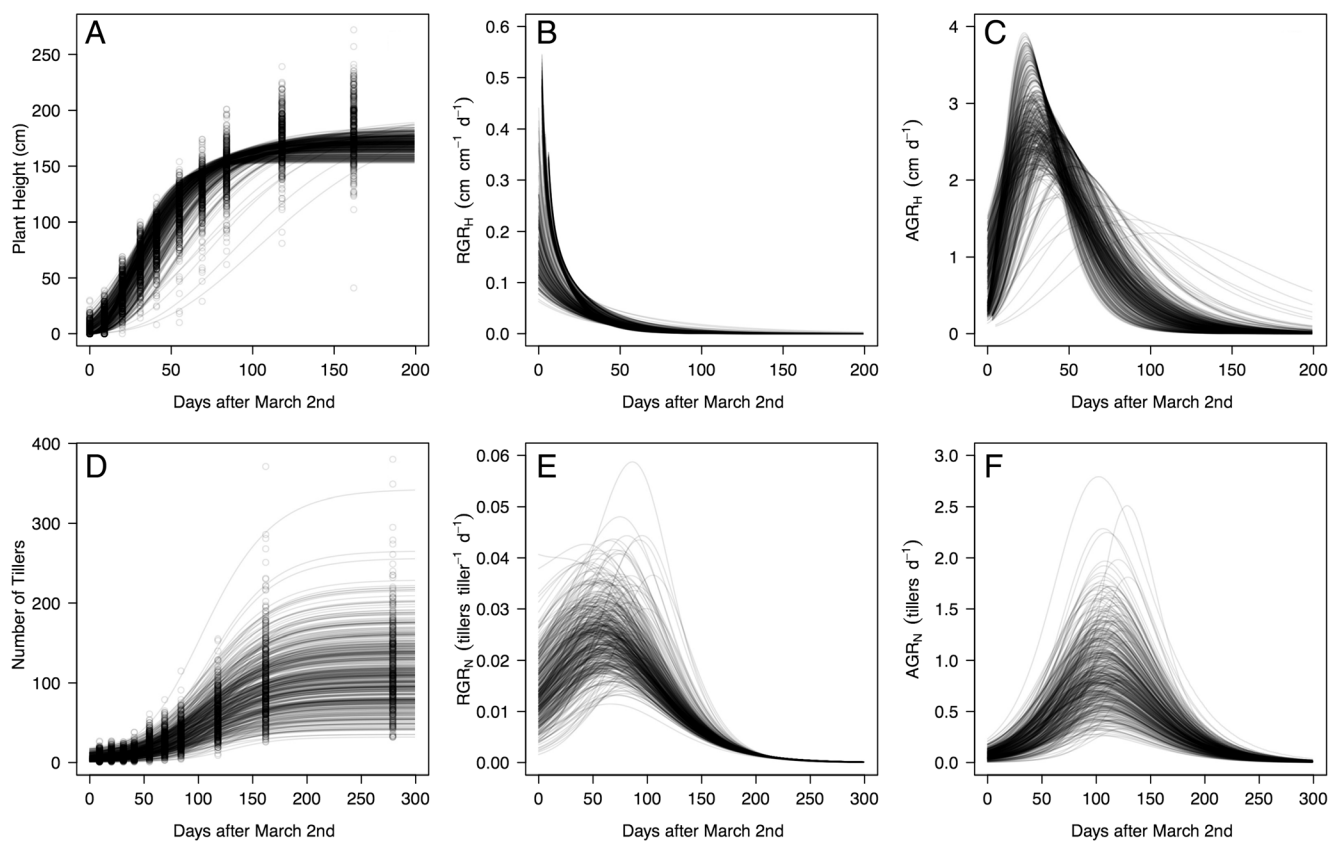 A
250
200
150
100
50
0
Plant Height (cm)
0 50 100 150 200
Days after March 2nd
B
0.6
0.5
0.4
0.3
0.2
0.1
0.0
RGR_H (cm cm⁻¹ d⁻¹)
0 50 100 150 200
Days after March 2nd
C
4
3
2
1
0
AGR_H (cm d⁻¹)
0 50 100 150 200
Days after March 2nd
D
400
300
200
100
0
Number of Tillers
0 50 100 150 200 250 300
Days after March 2nd
E
0.06
0.05
0.04
0.03
0.02
0.01
0.00
RGR_N (tillers tiller⁻¹ d⁻¹)
0 50 100 150 200 250 300
Days after March 2nd
F
3.0
2.5
2.0
1.5
1.0
0.5
0.0
AGR_N (tillers d⁻¹)
0 50 100 150 200 250 300
Days after March 2nd